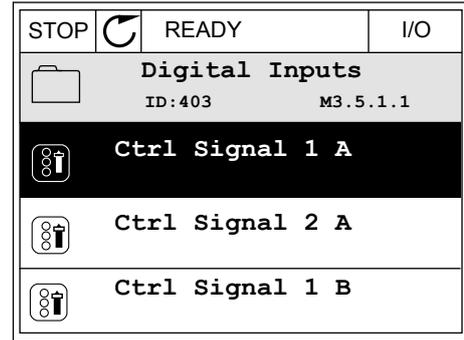 STOP READY I/O
Digital Inputs
ID:403 M3.5.1.1
Ctrl Signal 1 A
Ctrl Signal 2 A
Ctrl Signal 1 B